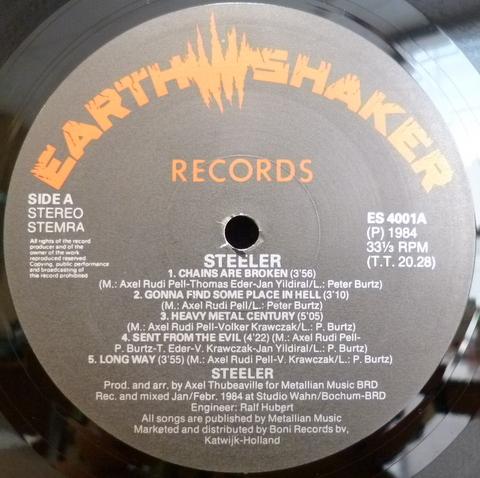 EARTHSHAKER
RECORDS
SIDE A
STEREO
STEMRA
All rights of the record
producer and of the
owner of the work
reproduced reserved.
Copying, public performance
and broadcasting of
this record prohibited
ES 4001A
(P) 1984
33⅓ RPM
(T.T. 20.28)
STEELER
1. CHAINS ARE BROKEN (3'56)
(M.: Axel Rudi Pell-Thomas Eder-Jan Yildiral/L.: Peter Burtz)
2. GONNA FIND SOME PLACE IN HELL (3'10)
(M.: Axel Rudi Pell/L.: Peter Burtz)
3. HEAVY METAL CENTURY (5'05)
(M.: Axel Rudi Pell-Volker Krawczak/L.: P. Burtz)
4. SENT FROM THE EVIL (4'22) (M.: Axel Rudi Pell-
P. Burtz-T. Eder-V. Krawczak-Jan Yildiral/L.: P. Burtz)
5. LONG WAY (3'55) (M.: Axel Rudi Pell-V. Krawczak/L.: P. Burtz)
STEELER
Prod. and arr. by Axel Thubeauville for Metallian Music BRD
Rec. and mixed Jan/Febr. 1984 at Studio Wahn/Bochum-BRD
Engineer: Ralf Hubert
All songs are published by Metallian Music
Marketed and distributed by Boni Records bv,
Katwijk-Holland